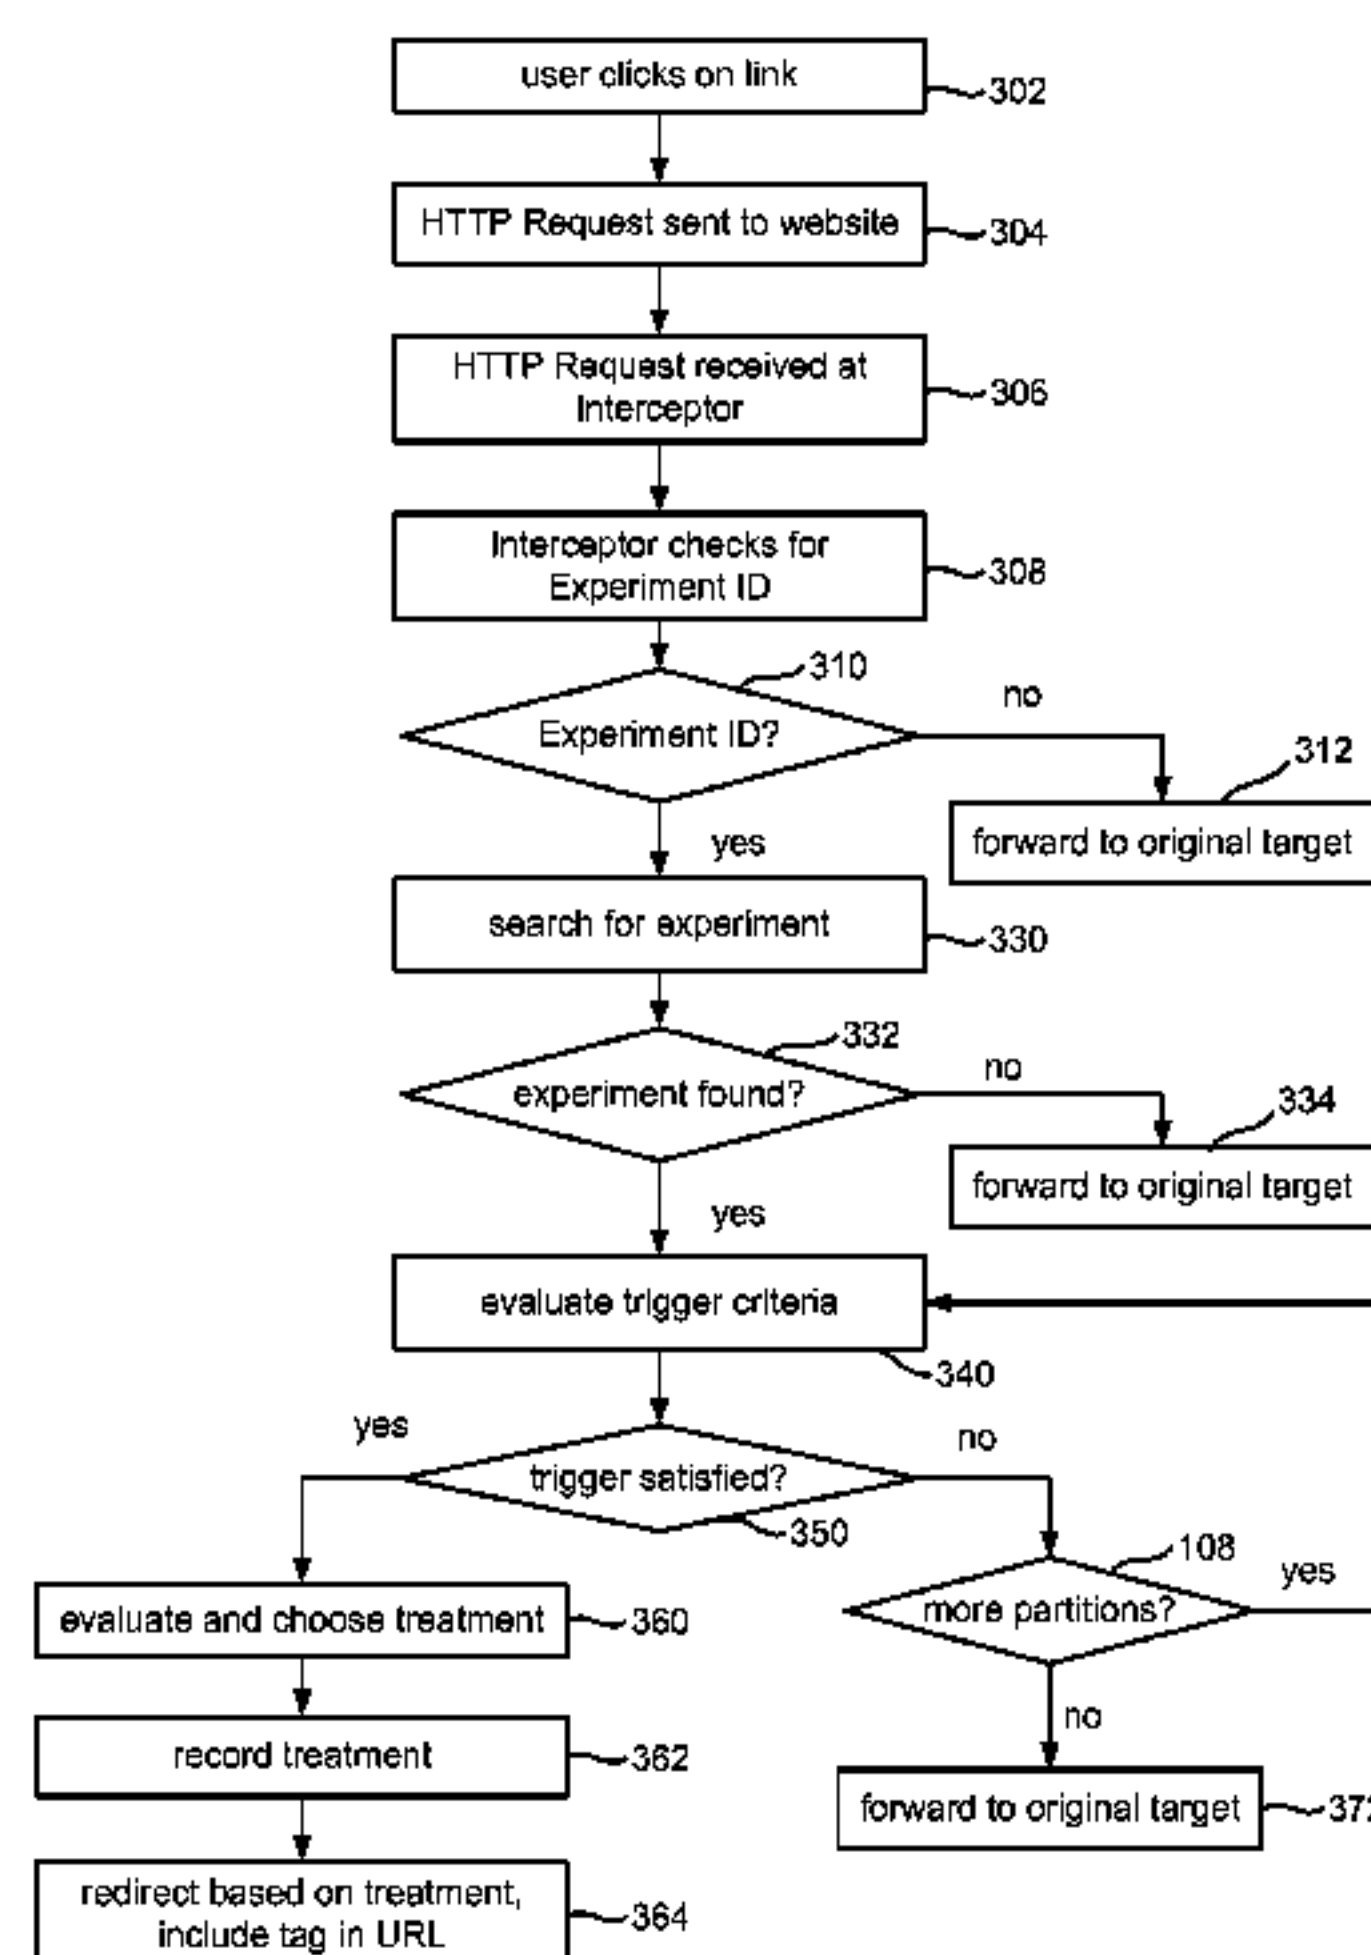 user clicks on link
302
HTTP Request sent to website
304
HTTP Request received at
Interceptor
306
Interceptor checks for
Experiment ID
308
310
Experiment ID?
no
312
yes
forward to original target
search for experiment
330
332
experiment found?
no
334
forward to original target
yes
evaluate trigger criteria
340
yes
no
trigger satisfied?
350
108
yes
more partitions?
evaluate and choose treatment
360
no
record treatment
362
forward to original target
372
redirect based on treatment,
include tag in URL
364